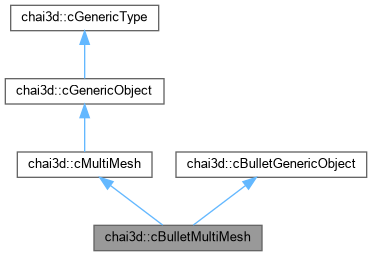 chai3d::cGenericType
chai3d::cGenericObject
chai3d::cMultiMesh
chai3d::cBulletGenericObject
chai3d::cBulletMultiMesh